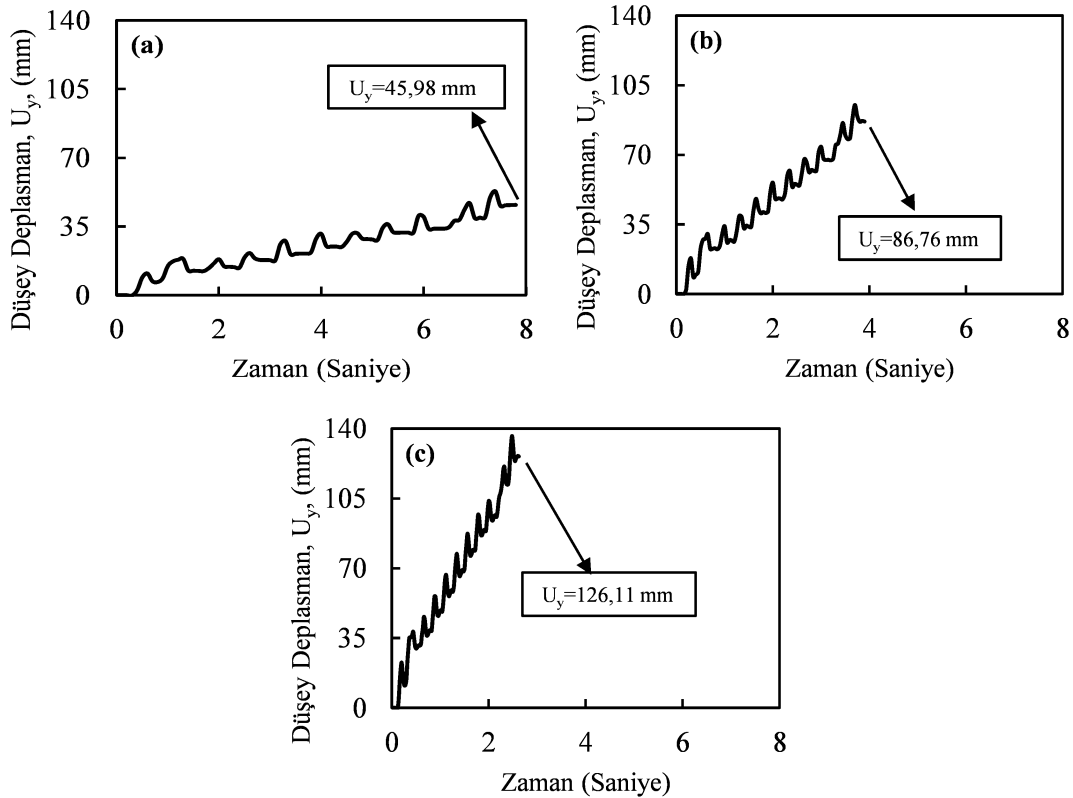 (a)
Düşey Deplasman, Uy, (mm)
140
105
70
35
0
Uy=45,98 mm
0 2 4 6 8
Zaman (Saniye)
(b)
Düşey Deplasman, Uy, (mm)
140
105
70
35
0
Uy=86,76 mm
0 2 4 6 8
Zaman (Saniye)
(c)
Düşey Deplasman, Uy, (mm)
140
105
70
35
0
Uy=126,11 mm
0 2 4 6 8
Zaman (Saniye)